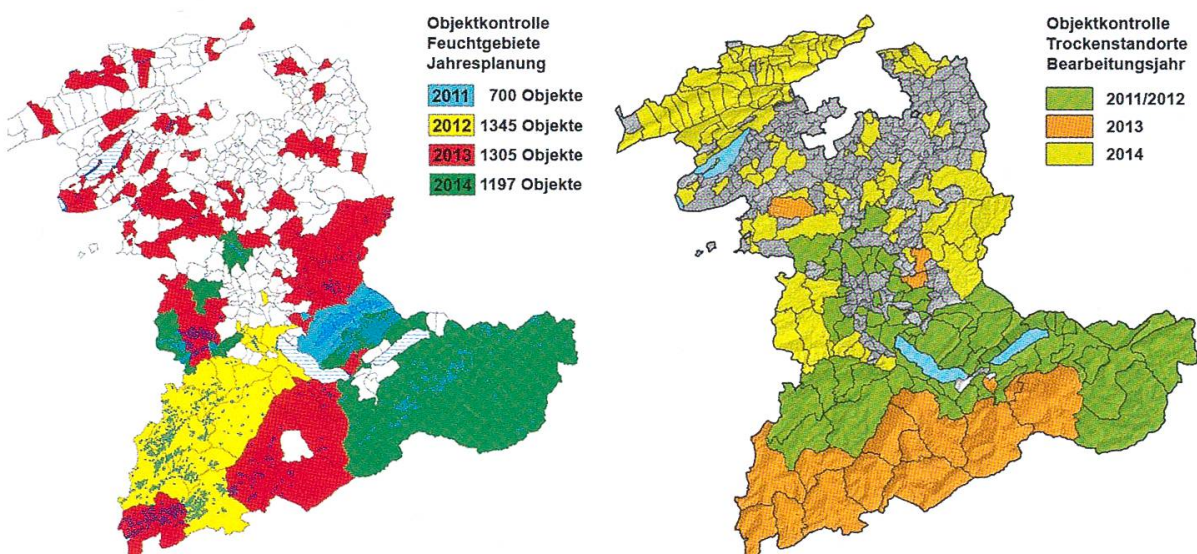 Objektkontrolle
Feuchtgebiete
Jahresplanung
2011 700 Objekte
2012 1345 Objekte
2013 1305 Objekte
2014 1197 Objekte
Objektkontrolle
Trockenstandorte
Bearbeitungsjahr
2011/2012
2013
2014